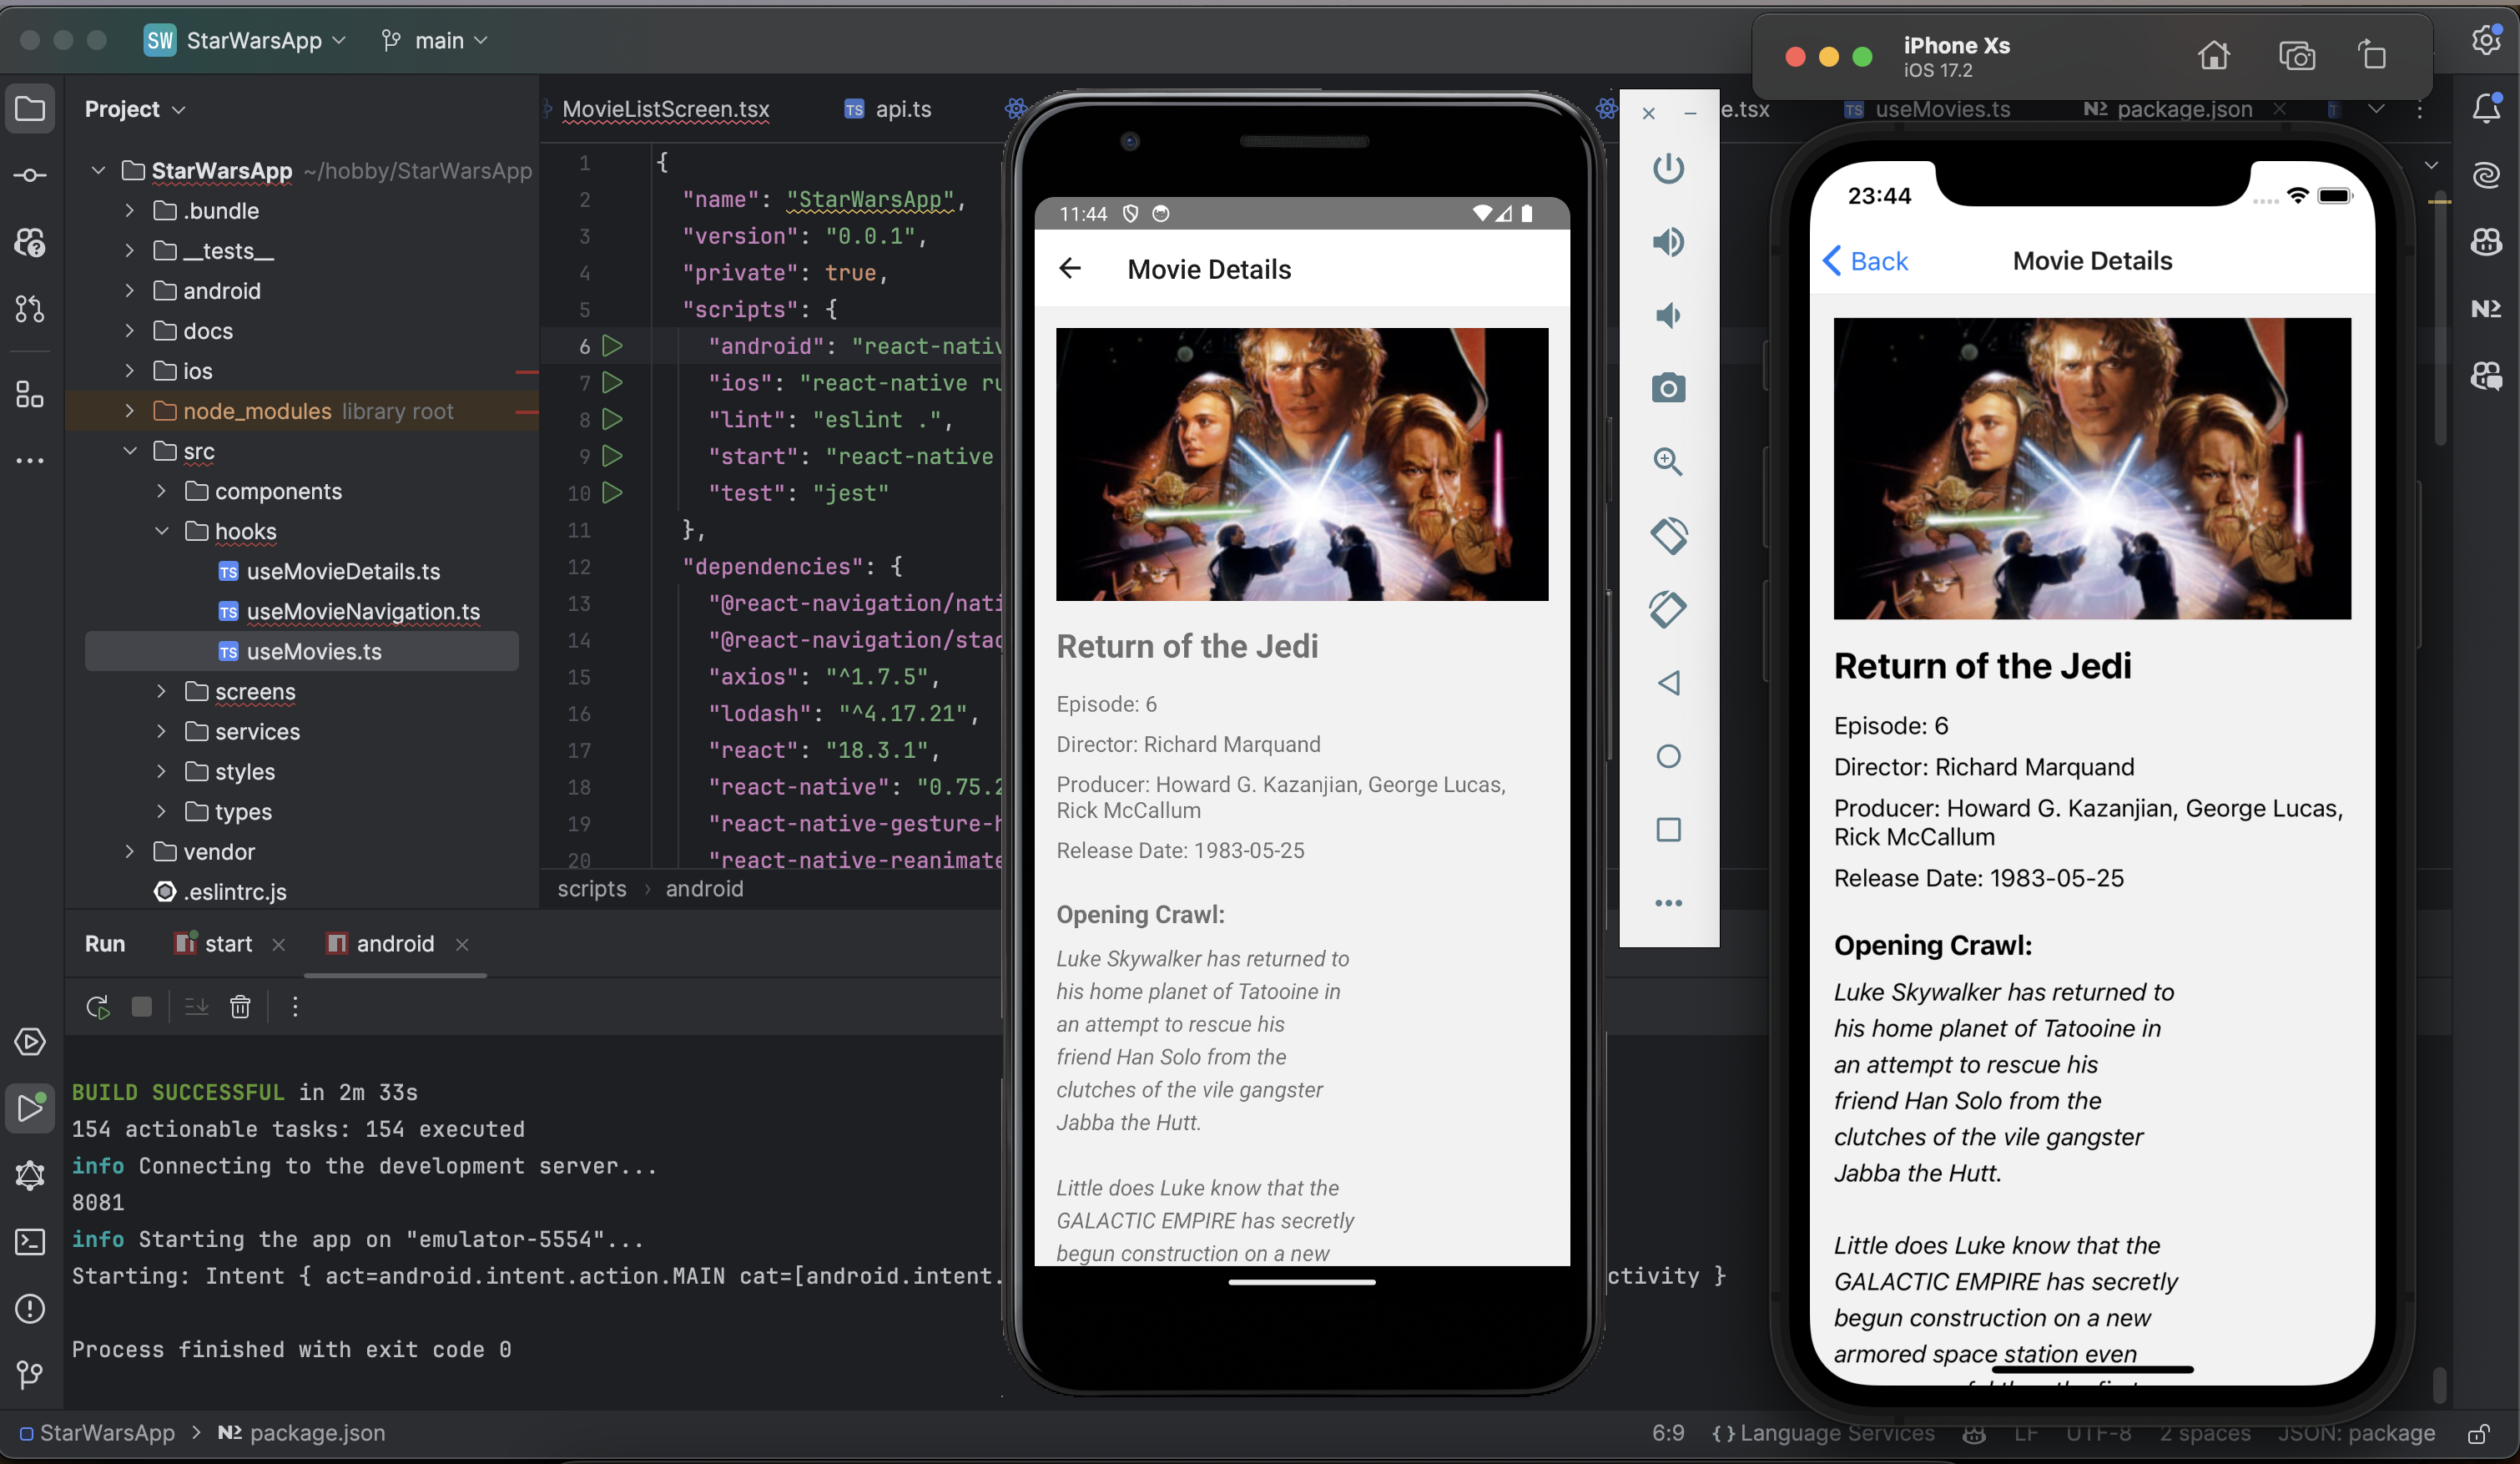 SW StarWarsApp main
iPhone Xs
iOS 17.2
Project
MovieListScreen.tsx
TS api.ts
e.tsx
TS useMovies.ts
package.json
StarWarsApp ~/hobby/StarWarsApp
.bundle
__tests__
android
docs
ios
node_modules library root
src
components
hooks
TS useMovieDetails.ts
TS useMovieNavigation.ts
TS useMovies.ts
screens
services
styles
types
vendor
.eslintrc.js
1 {
2 "name": "StarWarsApp",
3 "version": "0.0.1",
4 "private": true,
5 "scripts": {
6 "android": "react-nativ
7 "ios": "react-native ru
8 "lint": "eslint .",
9 "start": "react-native
10 "test": "jest"
11 },
12 "dependencies": {
13 "@react-navigation/nati
14 "@react-navigation/stac
15 "axios": "^1.7.5",
16 "lodash": "^4.17.21",
17 "react": "18.3.1",
18 "react-native": "0.75.2
19 "react-native-gesture-h
20 "react-native-reanimate
scripts › android
Run start android
BUILD SUCCESSFUL in 2m 33s
154 actionable tasks: 154 executed
info Connecting to the development server...
8081
info Starting the app on "emulator-5554"...
Starting: Intent { act=android.intent.action.MAIN cat=[android.intent.
ctivity }
Process finished with exit code 0
11:44
Movie Details
Return of the Jedi
Episode: 6
Director: Richard Marquand
Producer: Howard G. Kazanjian, George Lucas,
Rick McCallum
Release Date: 1983-05-25
Opening Crawl:
Luke Skywalker has returned to
his home planet of Tatooine in
an attempt to rescue his
friend Han Solo from the
clutches of the vile gangster
Jabba the Hutt.
Little does Luke know that the
GALACTIC EMPIRE has secretly
begun construction on a new
23:44
Back Movie Details
Return of the Jedi
Episode: 6
Director: Richard Marquand
Producer: Howard G. Kazanjian, George Lucas,
Rick McCallum
Release Date: 1983-05-25
Opening Crawl:
Luke Skywalker has returned to
his home planet of Tatooine in
an attempt to rescue his
friend Han Solo from the
clutches of the vile gangster
Jabba the Hutt.
Little does Luke know that the
GALACTIC EMPIRE has secretly
begun construction on a new
armored space station even
StarWarsApp › package.json
6:9 {} Language Services LF UTF-8 2 spaces JSON: package